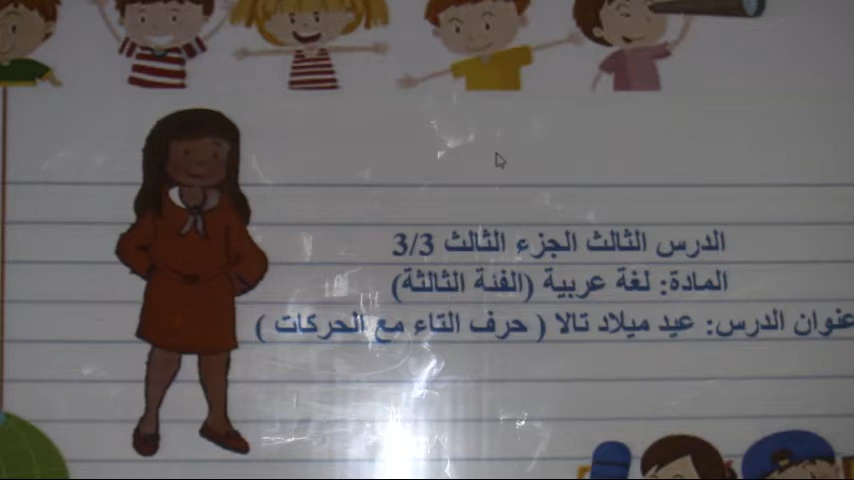 الدرس الثالث الجزء الثالث 3/3
المادة: لغة عربية (الفئة الثالثة)
عنوان الدرس: عيد ميلاد تالا ( حرف التاء مع الحركات )